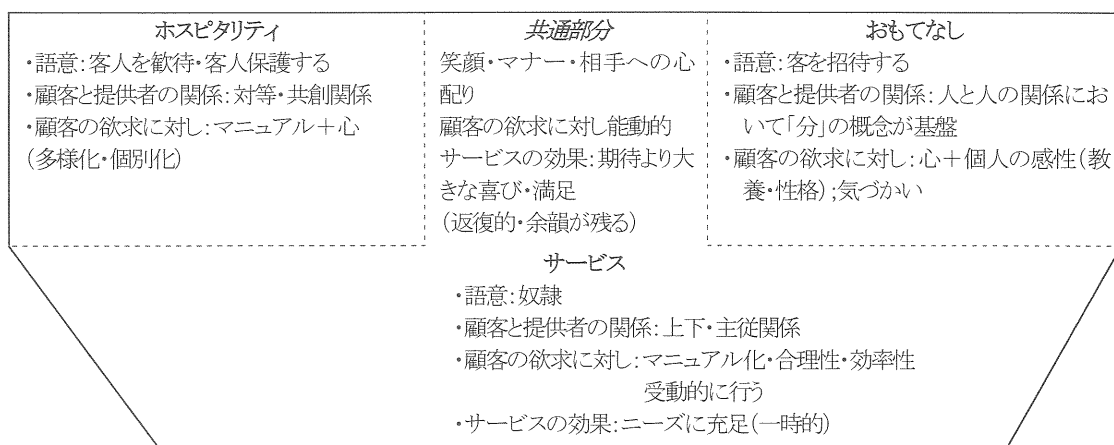 ホスピタリティ
・語意:客人を歓待・客人保護する
・顧客と提供者の関係:対等・共創関係
・顧客の欲求に対し:マニュアル+心
(多様化・個別化)
共通部分
笑顔・マナー・相手への心
配り
顧客の欲求に対し能動的
サービスの効果:期待より大
きな喜び・満足
(返復的・余韻が残る)
おもてなし
・語意:客を招待する
・顧客と提供者の関係:人と人の関係にお
いて「分」の概念が基盤
・顧客の欲求に対し:心+個人の感性(教
養・性格);気づかい
サービス
・語意:奴隷
・顧客と提供者の関係:上下・主従関係
・顧客の欲求に対し:マニュアル化・合理性・効率性
受動的に行う
・サービスの効果:ニーズに充足(一時的)